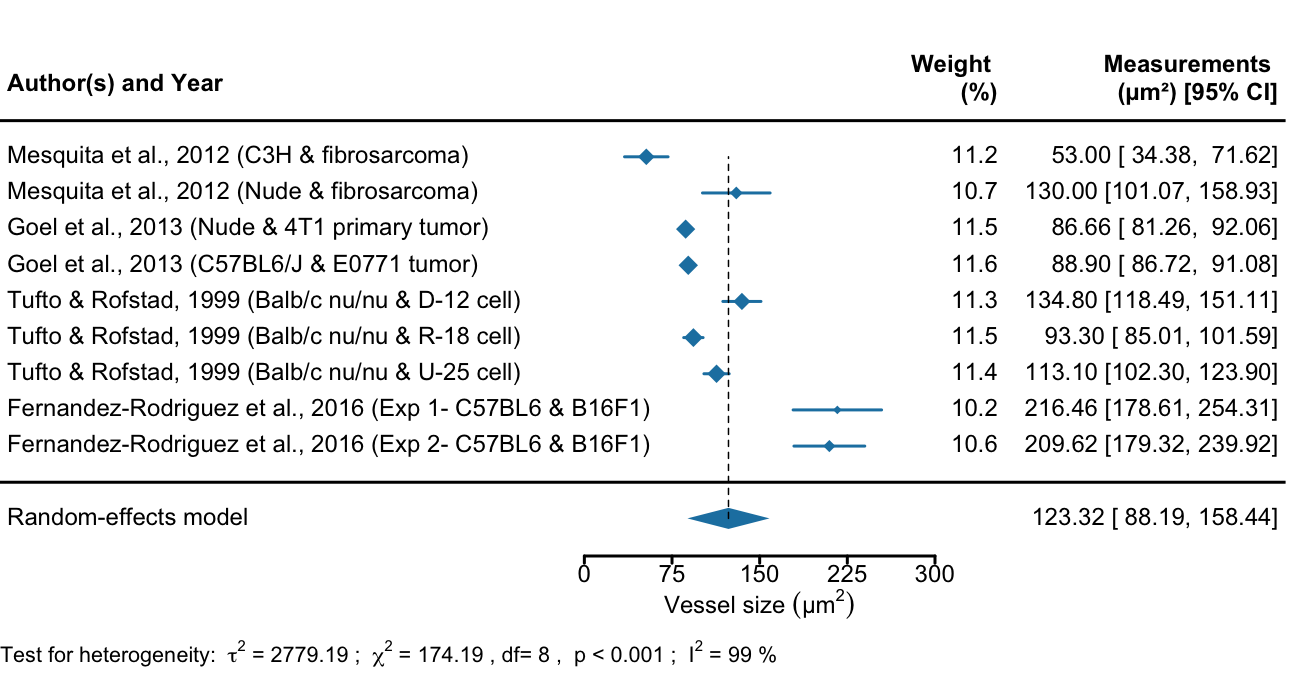 Author(s) and Year Weight (%) Measurements (µm²) [95% CI]
Mesquita et al., 2012 (C3H & fibrosarcoma) 11.2 53.00 [ 34.38, 71.62]
Mesquita et al., 2012 (Nude & fibrosarcoma) 10.7 130.00 [101.07, 158.93]
Goel et al., 2013 (Nude & 4T1 primary tumor) 11.5 86.66 [ 81.26, 92.06]
Goel et al., 2013 (C57BL6/J & E0771 tumor) 11.6 88.90 [ 86.72, 91.08]
Tufto & Rofstad, 1999 (Balb/c nu/nu & D-12 cell) 11.3 134.80 [118.49, 151.11]
Tufto & Rofstad, 1999 (Balb/c nu/nu & R-18 cell) 11.5 93.30 [ 85.01, 101.59]
Tufto & Rofstad, 1999 (Balb/c nu/nu & U-25 cell) 11.4 113.10 [102.30, 123.90]
Fernandez-Rodriguez et al., 2016 (Exp 1- C57BL6 & B16F1) 10.2 216.46 [178.61, 254.31]
Fernandez-Rodriguez et al., 2016 (Exp 2- C57BL6 & B16F1) 10.6 209.62 [179.32, 239.92]
Random-effects model 123.32 [ 88.19, 158.44]
0 75 150 225 300
Vessel size (µm²)
Test for heterogeneity: τ² = 2779.19 ; χ² = 174.19 , df= 8 , p < 0.001 ; I² = 99 %